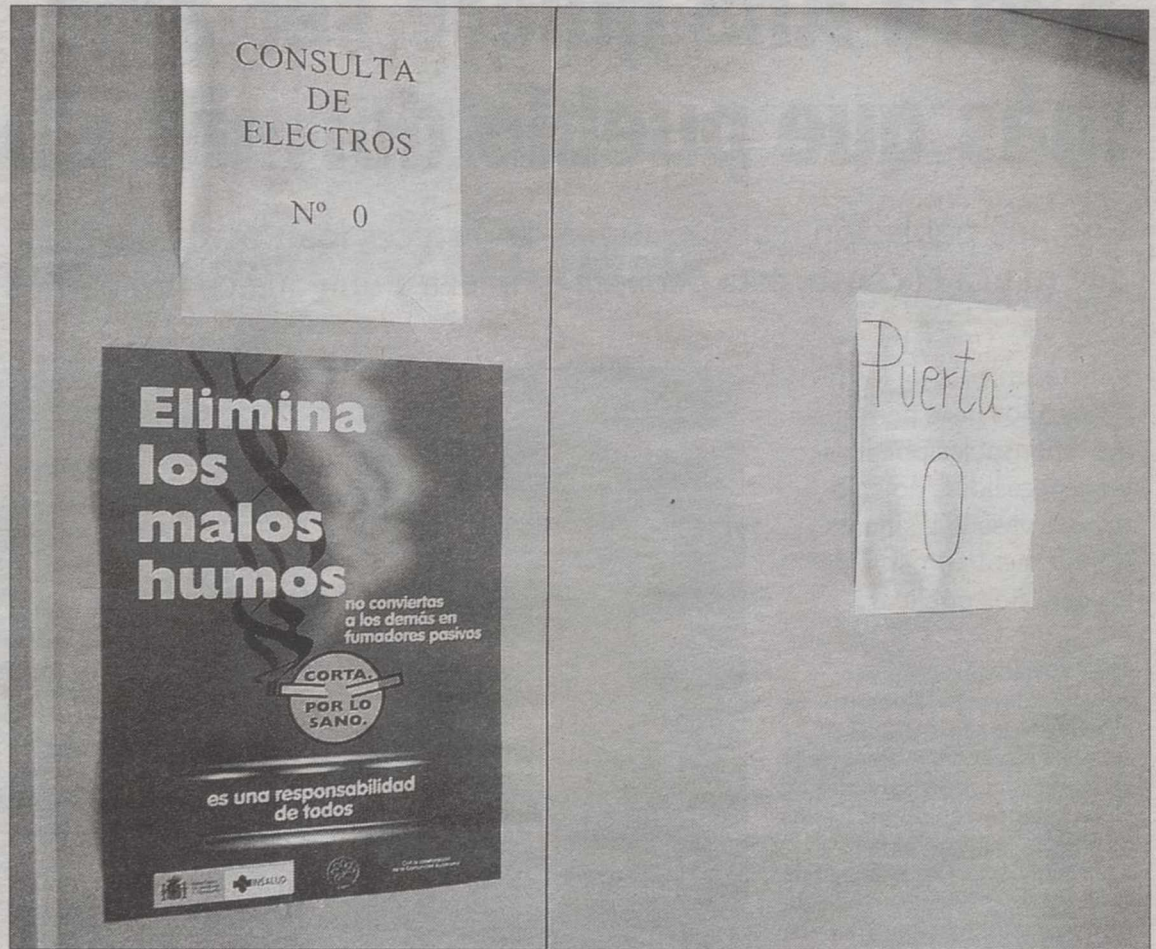 CONSULTA
DE
ELECTROS
Nº 0
Elimina
los
malos
humos
no conviertas
a los demás en
fumadores pasivos
CORTA.
POR LO
SANO.
es una responsabilidad
de todos
INSALUD
Puerta
0